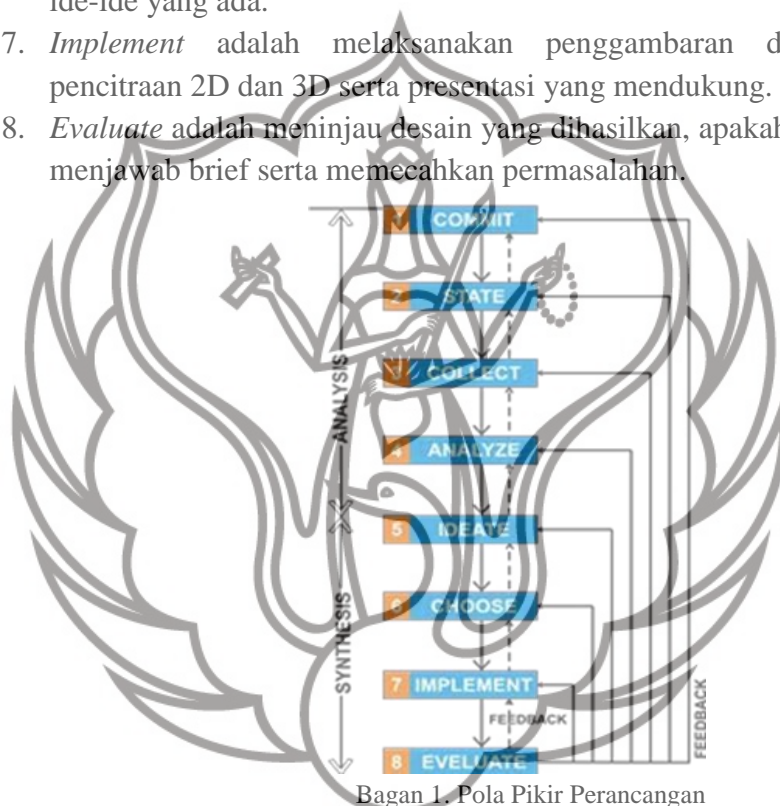 ide-ide yang ada.
7. Implement adalah melaksanakan penggambaran d
pencitraan 2D dan 3D serta presentasi yang mendukung.
8. Evaluate adalah meninjau desain yang dihasilkan, apakah
menjawab brief serta memecahkan permasalahan.
1 COMMIT
2 STATE
3 COLLECT
4 ANALYZE
5 IDEATE
6 CHOOSE
7 IMPLEMENT
8 EVELUATE
ANALYSIS
SYNTHESIS
FEEDBACK
FEEDBACK
Bagan 1. Pola Pikir Perancangan